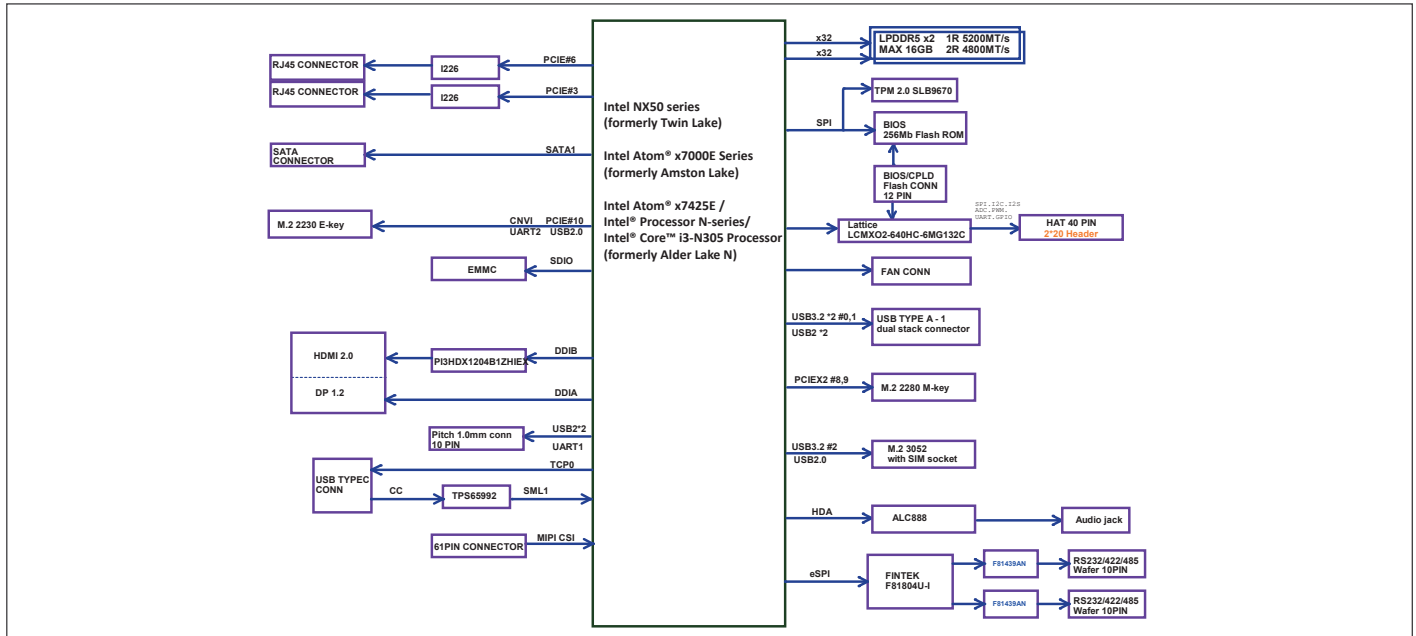 RJ45 CONNECTOR
I226
PCIE#6
RJ45 CONNECTOR
I226
PCIE#3
SATA
CONNECTOR
SATA1
M.2 2230 E-key
CNVI PCIE#10
UART2 USB2.0
EMMC
SDIO
HDMI 2.0
PI3HDX1204B1ZHIEX
DDIB
DP 1.2
DDIA
Pitch 1.0mm conn
10 PIN
USB2*2
UART1
USB TYPEC
CONN
TCP0
CC
TPS65992
SML1
61PIN CONNECTOR
MIPI CSI
Intel NX50 series
(formerly Twin Lake)
Intel Atom® x7000E Series
(formerly Amston Lake)
Intel Atom® x7425E /
Intel® Processor N-series/
Intel® Core™ i3-N305 Processor
(formerly Alder Lake N)
x32
x32
LPDDR5 x2 1R 5200MT/s
MAX 16GB 2R 4800MT/s
TPM 2.0 SLB9670
SPI
BIOS
256Mb Flash ROM
BIOS/CPLD
Flash CONN
12 PIN
Lattice
LCMXO2-640HC-6MG132C
SPI.I2C.I2S
ADC.PWM.
UART.GPIO
HAT 40 PIN
2*20 Header
FAN CONN
USB3.2 *2 #0,1
USB2 *2
USB TYPE A - 1
dual stack connector
PCIEX2 #8,9
M.2 2280 M-key
USB3.2 #2
USB2.0
M.2 3052
with SIM socket
HDA
ALC888
Audio jack
eSPI
FINTEK
F81804U-I
F81439AN
RS232/422/485
Wafer 10PIN
F81439AN
RS232/422/485
Wafer 10PIN